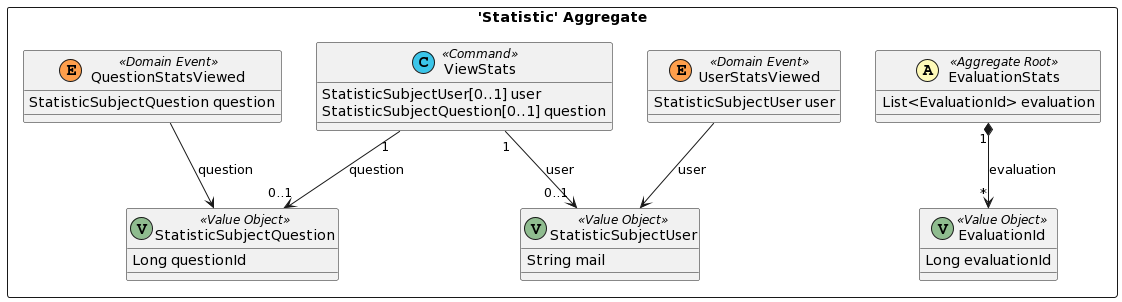 'Statistic' Aggregate
E
«Domain Event»
QuestionStatsViewed
StatisticSubjectQuestion question
C
«Command»
ViewStats
StatisticSubjectUser[0..1] user
StatisticSubjectQuestion[0..1] question
E
«Domain Event»
UserStatsViewed
StatisticSubjectUser user
A
«Aggregate Root»
EvaluationStats
List<EvaluationId> evaluation
question
1
question
0..1
1
user
0..1
user
1
evaluation
*
V
«Value Object»
StatisticSubjectQuestion
Long questionId
V
«Value Object»
StatisticSubjectUser
String mail
V
«Value Object»
EvaluationId
Long evaluationId